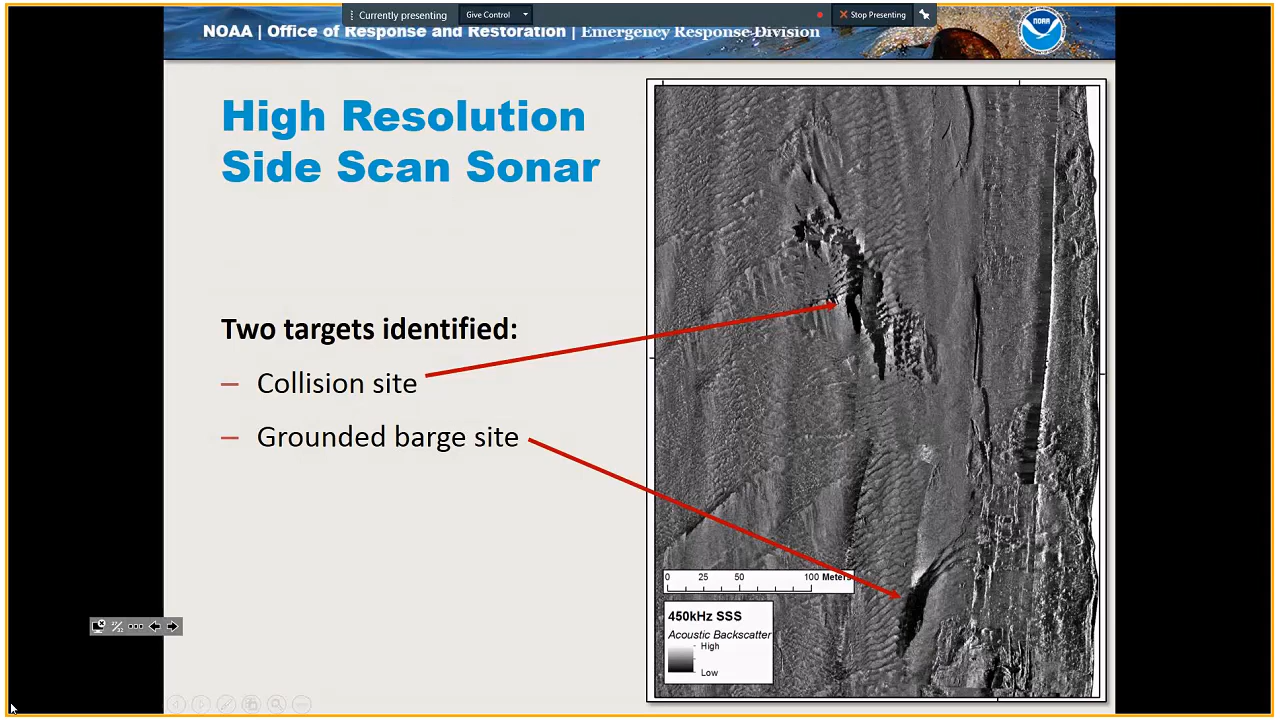 Currently presenting
Give Control
Stop Presenting
NOAA | Office of Response and Restoration | Emergency Response Division
NOAA
High Resolution
Side Scan Sonar
Two targets identified:
– Collision site
– Grounded barge site
0 25 50 100 Meters
450kHz SSS
Acoustic Backscatter
High
Low